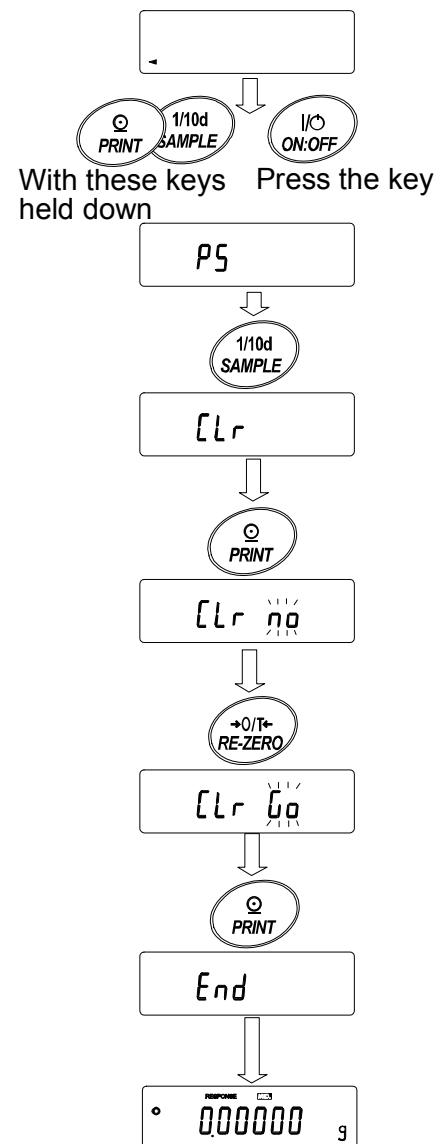 1/10d
I/
PRINT
SAMPLE
ON:OFF
With these keys
held down
Press the key
PS
1/10d
SAMPLE
CLr
PRINT
CLr no
→0/T←
RE-ZERO
CLr Go
PRINT
End
RESPONSE
0.00000 g